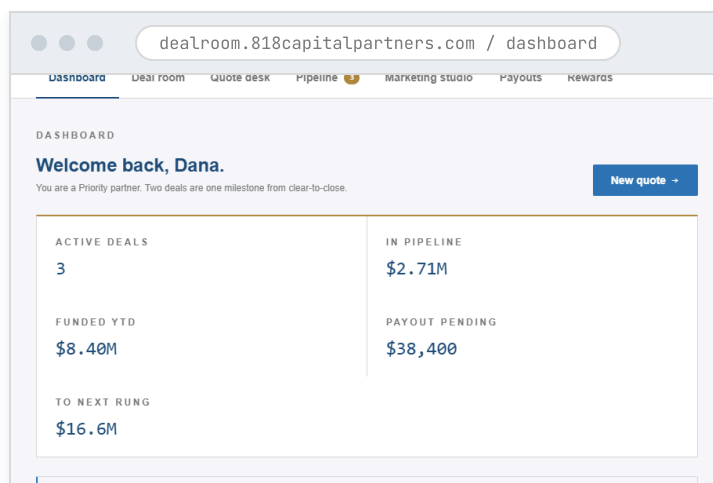 dealroom.818capitalpartners.com / dashboard
Dashboard Deal room Quote desk Pipeline 3 Marketing studio Payouts Rewards
DASHBOARD
Welcome back, Dana.
You are a Priority partner. Two deals are one milestone from clear-to-close.
New quote →
ACTIVE DEALS
3
IN PIPELINE
$2.71M
FUNDED YTD
$8.40M
PAYOUT PENDING
$38,400
TO NEXT RUNG
$16.6M